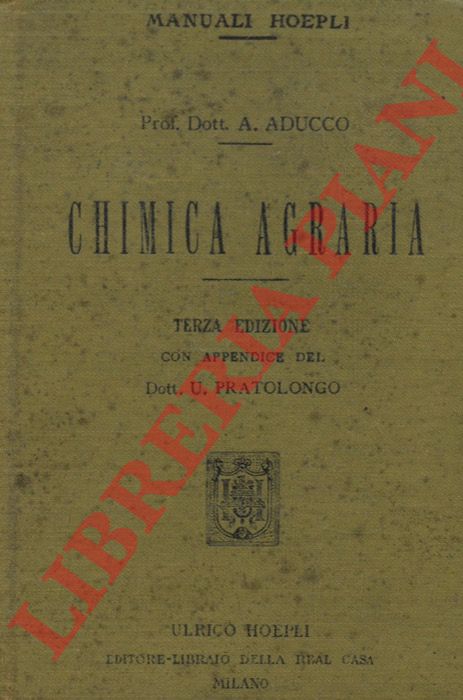 MANUALI HOEPLI
Prof. Dott. A. ADUCCO
CHIMICA AGRARIA
TERZA EDIZIONE
CON APPENDICE DEL
Dott. U. PRATOLONGO
ULRICO HOEPLI
EDITORE-LIBRAIO DELLA REAL CASA
MILANO
LIBRERIA PIANI